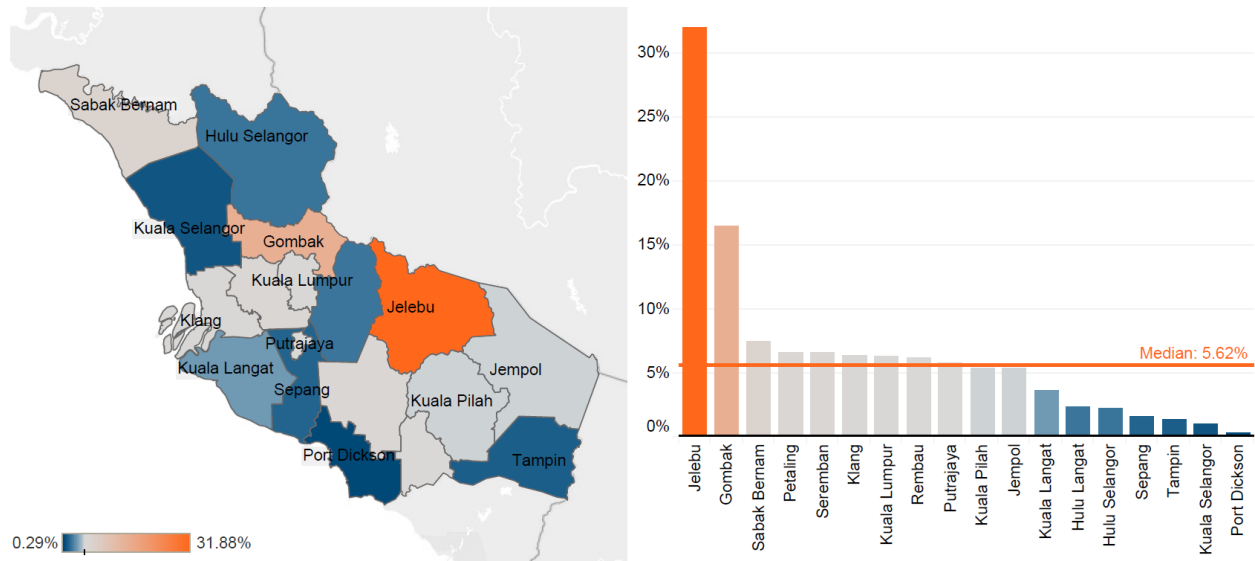 Sabak Bernam
Hulu Selangor
Kuala Selangor
Gombak
Kuala Lumpur
Jelebu
Klang
Putrajaya
Kuala Langat
Jempol
Sepang
Kuala Pilah
Port Dickson
Tampin
0.29%
31.88%
30%
25%
20%
15%
10%
5%
0%
Median: 5.62%
Jelebu
Gombak
Sabak Bernam
Petaling
Seremban
Klang
Kuala Lumpur
Rembau
Putrajaya
Kuala Pilah
Jempol
Kuala Langat
Hulu Langat
Hulu Selangor
Sepang
Tampin
Kuala Selangor
Port Dickson